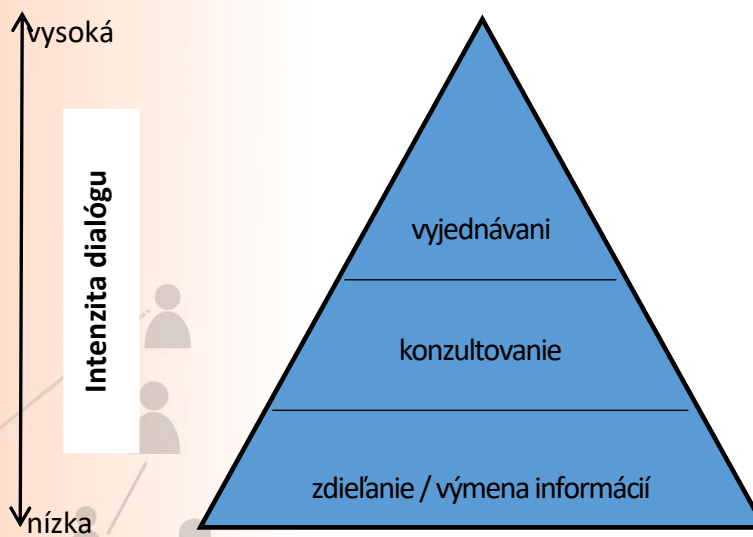 vysoká
Intenzita dialógu
vyjednávani
konzultovanie
zdieľanie / výmena informácií
nízka